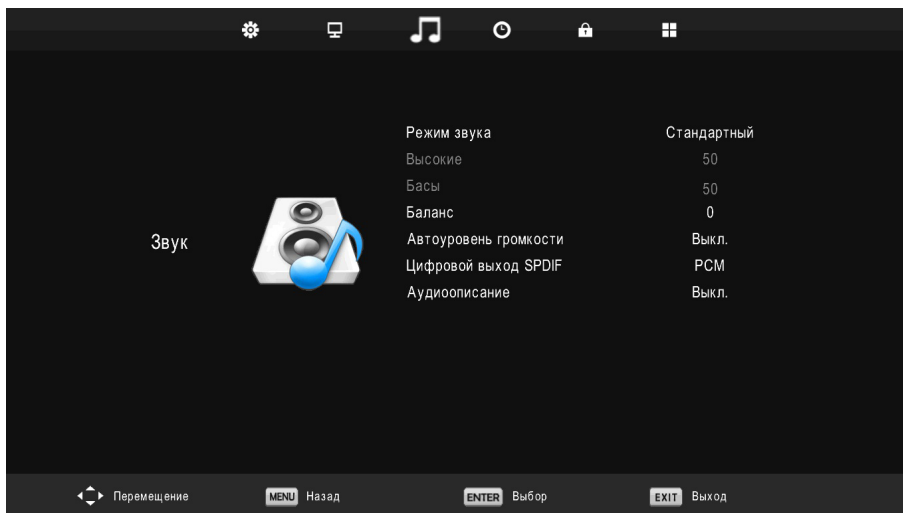 Режим звука Стандартный
Высокие 50
Басы 50
Баланс 0
Звук
Автоуровень громкости Выкл.
Цифровой выход SPDIF PCM
Аудиоописание Выкл.
Перемещение MENU Назад ENTER Выбор EXIT Выход